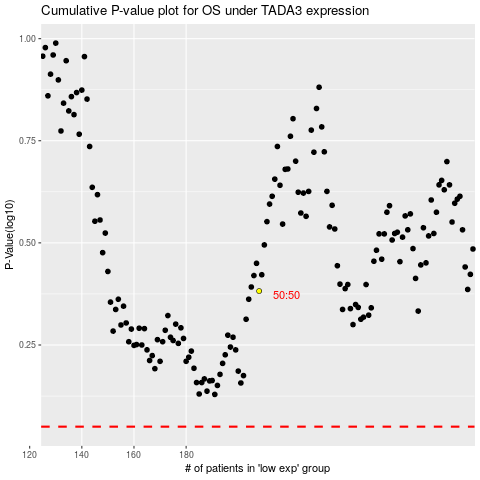 Cumulative P-value plot for OS under TADA3 expression
1.00
0.75
0.50
0.25
P-Value(log10)
50:50
120 140 160 180
# of patients in 'low exp' group